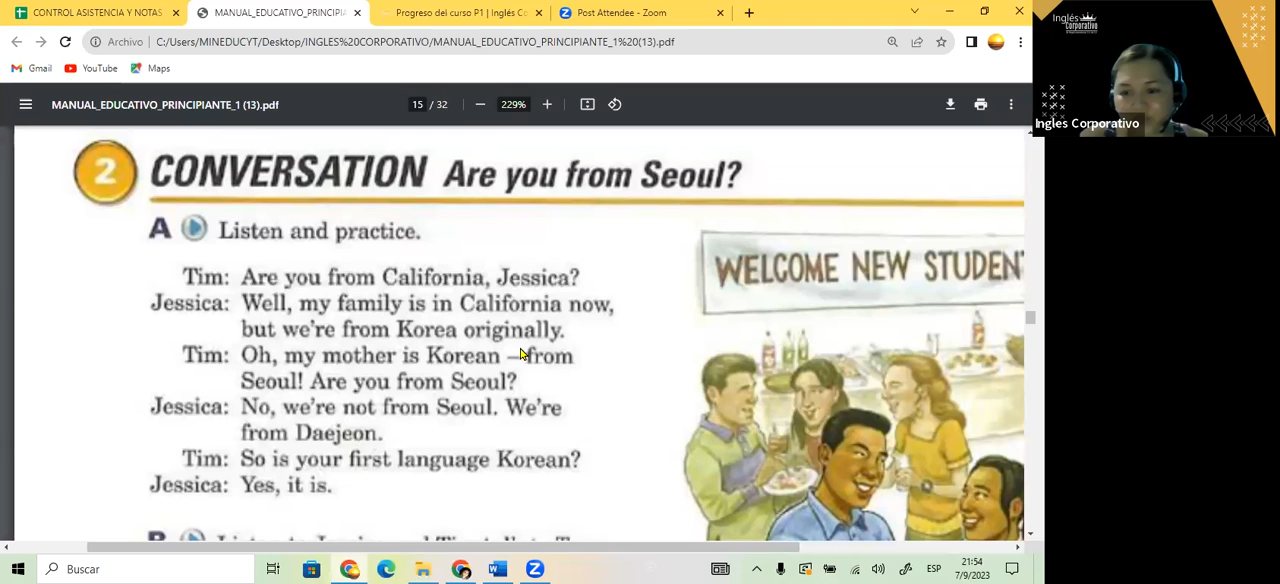 CONTROL ASISTENCIA Y NOTAS
MANUAL_EDUCATIVO_PRINCIPIA
Progreso del curso P1 | Inglés Co
Post Attendee - Zoom
Archivo
C:/Users/MINEDUCYT/Desktop/INGLES%20CORPORATIVO/MANUAL_EDUCATIVO_PRINCIPIANTE_1%20(13).pdf
Gmail
YouTube
Maps
MANUAL_EDUCATIVO_PRINCIPIANTE_1 (13).pdf
15 / 32
229%
2 CONVERSATION Are you from Seoul?
A Listen and practice.
Tim: Are you from California, Jessica?
Jessica: Well, my family is in California now,
but we're from Korea originally.
Tim: Oh, my mother is Korean –from
Seoul! Are you from Seoul?
Jessica: No, we're not from Seoul. We're
from Daejeon.
Tim: So is your first language Korean?
Jessica: Yes, it is.
WELCOME NEW STUDEN
Inglés
Corporativo
Ingles Corporativo
Buscar
ESP
21:54
7/9/2023